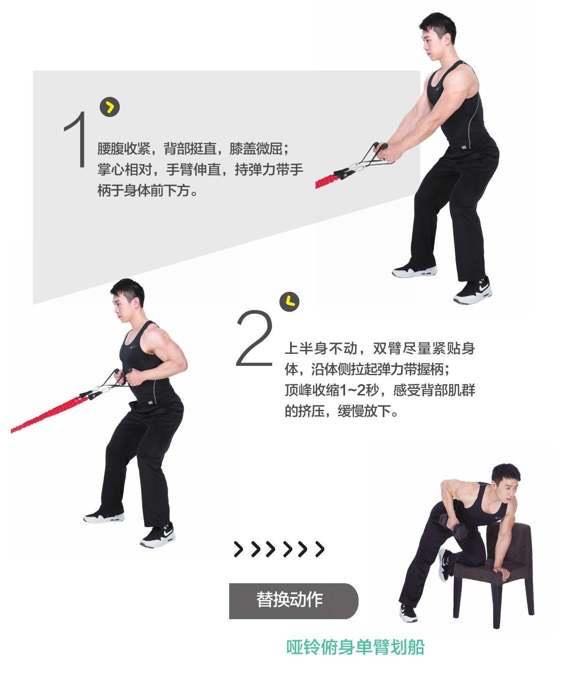 1
腰腹收紧，背部挺直，膝盖微屈；
掌心相对，手臂伸直，持弹力带手
柄于身体前下方。
2
上半身不动，双臂尽量紧贴身
体，沿体侧拉起弹力带握柄；
顶峰收缩1~2秒，感受背部肌群
的挤压，缓慢放下。
替换动作
哑铃俯身单臂划船